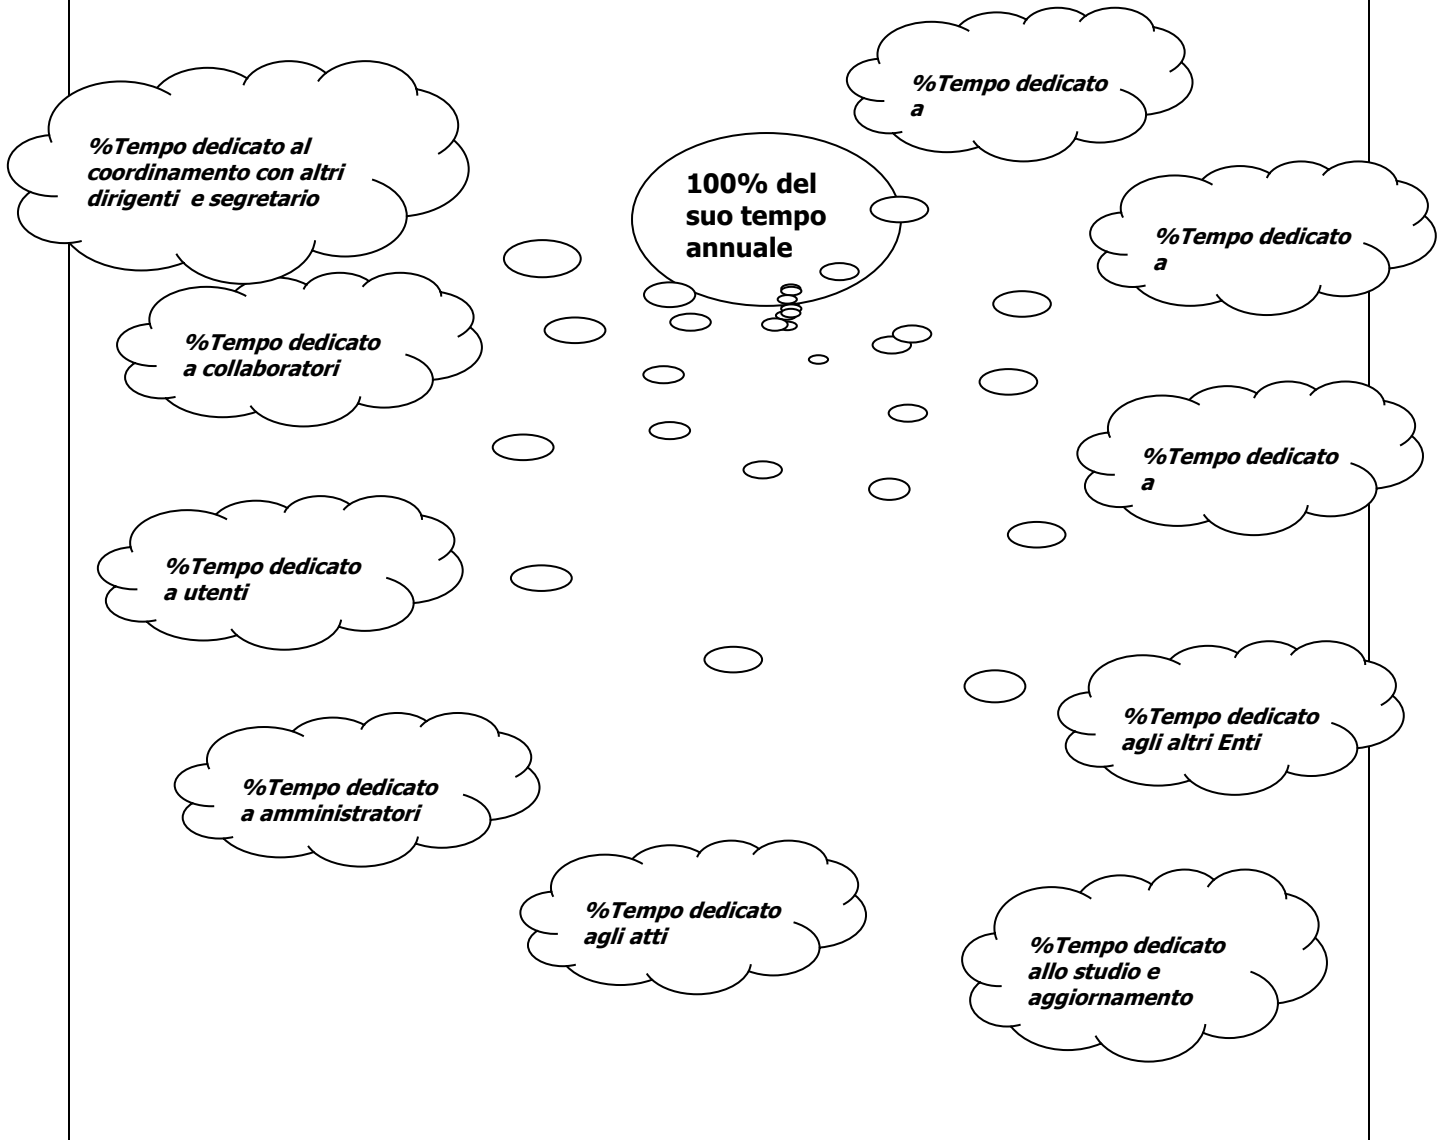 %Tempo dedicato
a
%Tempo dedicato al
coordinamento con altri
dirigenti e segretario
100% del
suo tempo
annuale
%Tempo dedicato
a
%Tempo dedicato
a collaboratori
%Tempo dedicato
a
%Tempo dedicato
a utenti
%Tempo dedicato
agli altri Enti
%Tempo dedicato
a amministratori
%Tempo dedicato
agli atti
%Tempo dedicato
allo studio e
aggiornamento